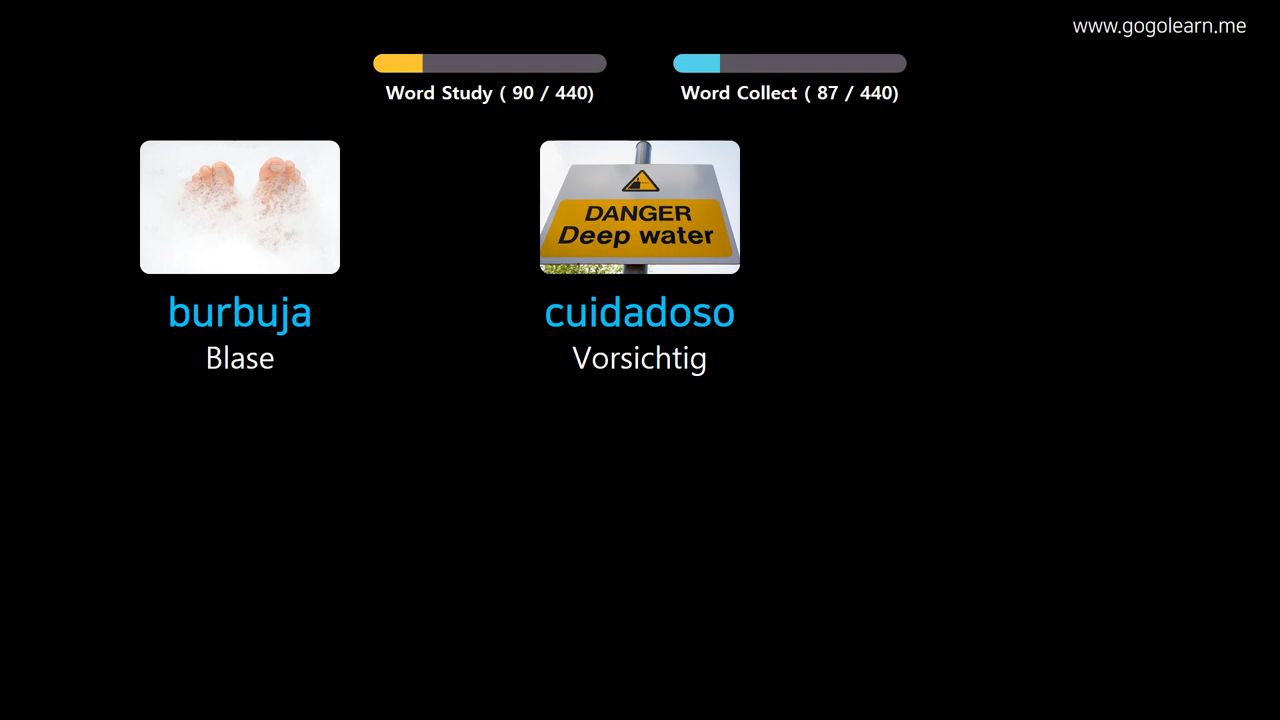 www.gogolearn.me
Word Study ( 90 / 440)
Word Collect ( 87 / 440)
DANGER
Deep water
burbuja
cuidadoso
Blase
Vorsichtig